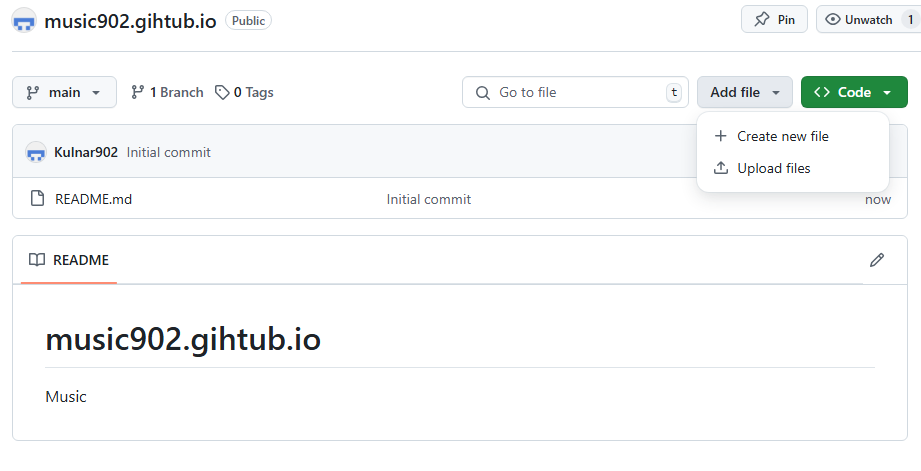 music902.gihtub.io Public Pin Unwatch 1
main 1 Branch 0 Tags Go to file t Add file Code
Create new file
Upload files
Kulnar902 Initial commit
README.md Initial commit now
README
music902.gihtub.io
Music